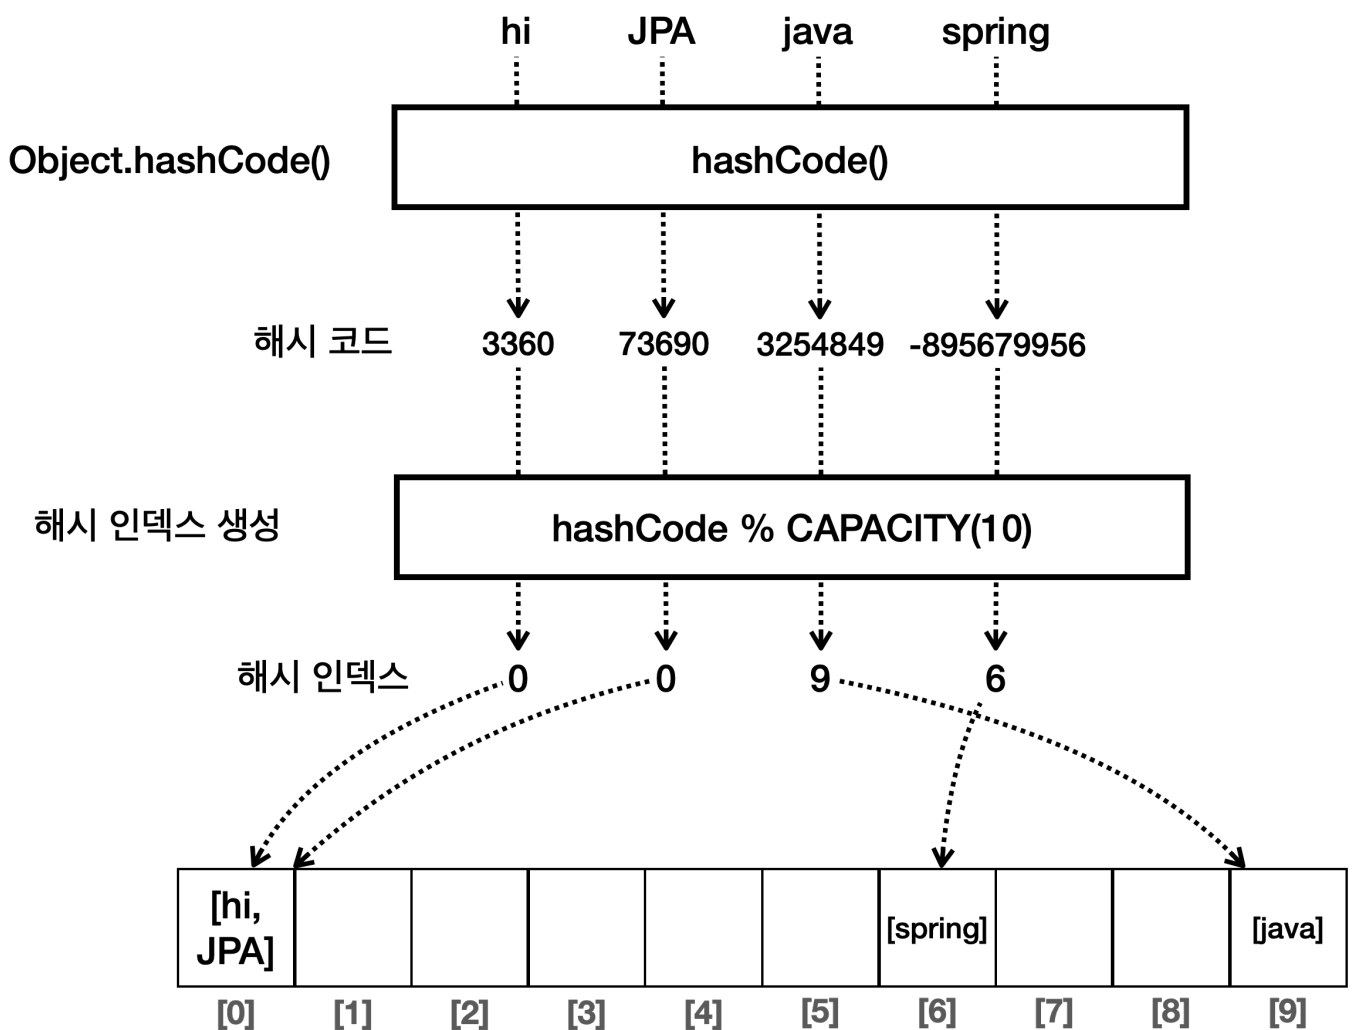 hi JPA java spring
Object.hashCode() hashCode()
해시 코드 3360 73690 3254849 -895679956
해시 인덱스 생성 hashCode % CAPACITY(10)
해시 인덱스 0 0 9 6
[hi,
JPA] [spring] [java]
[0] [1] [2] [3] [4] [5] [6] [7] [8] [9]